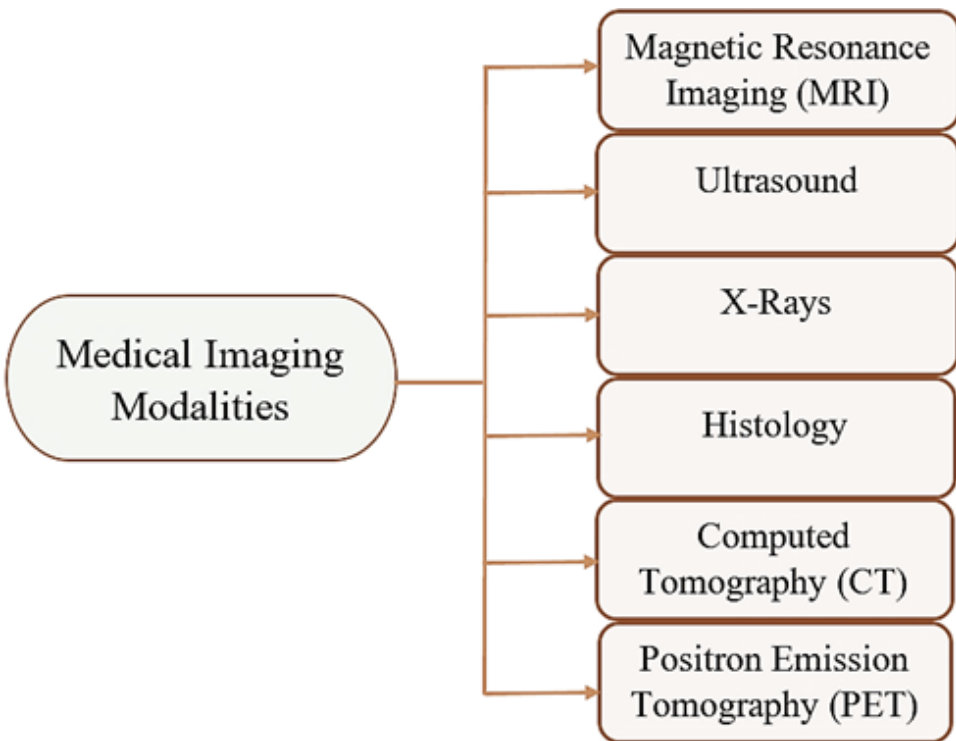 Medical Imaging
Modalities
Magnetic Resonance
Imaging (MRI)
Ultrasound
X-Rays
Histology
Computed
Tomography (CT)
Positron Emission
Tomography (PET)